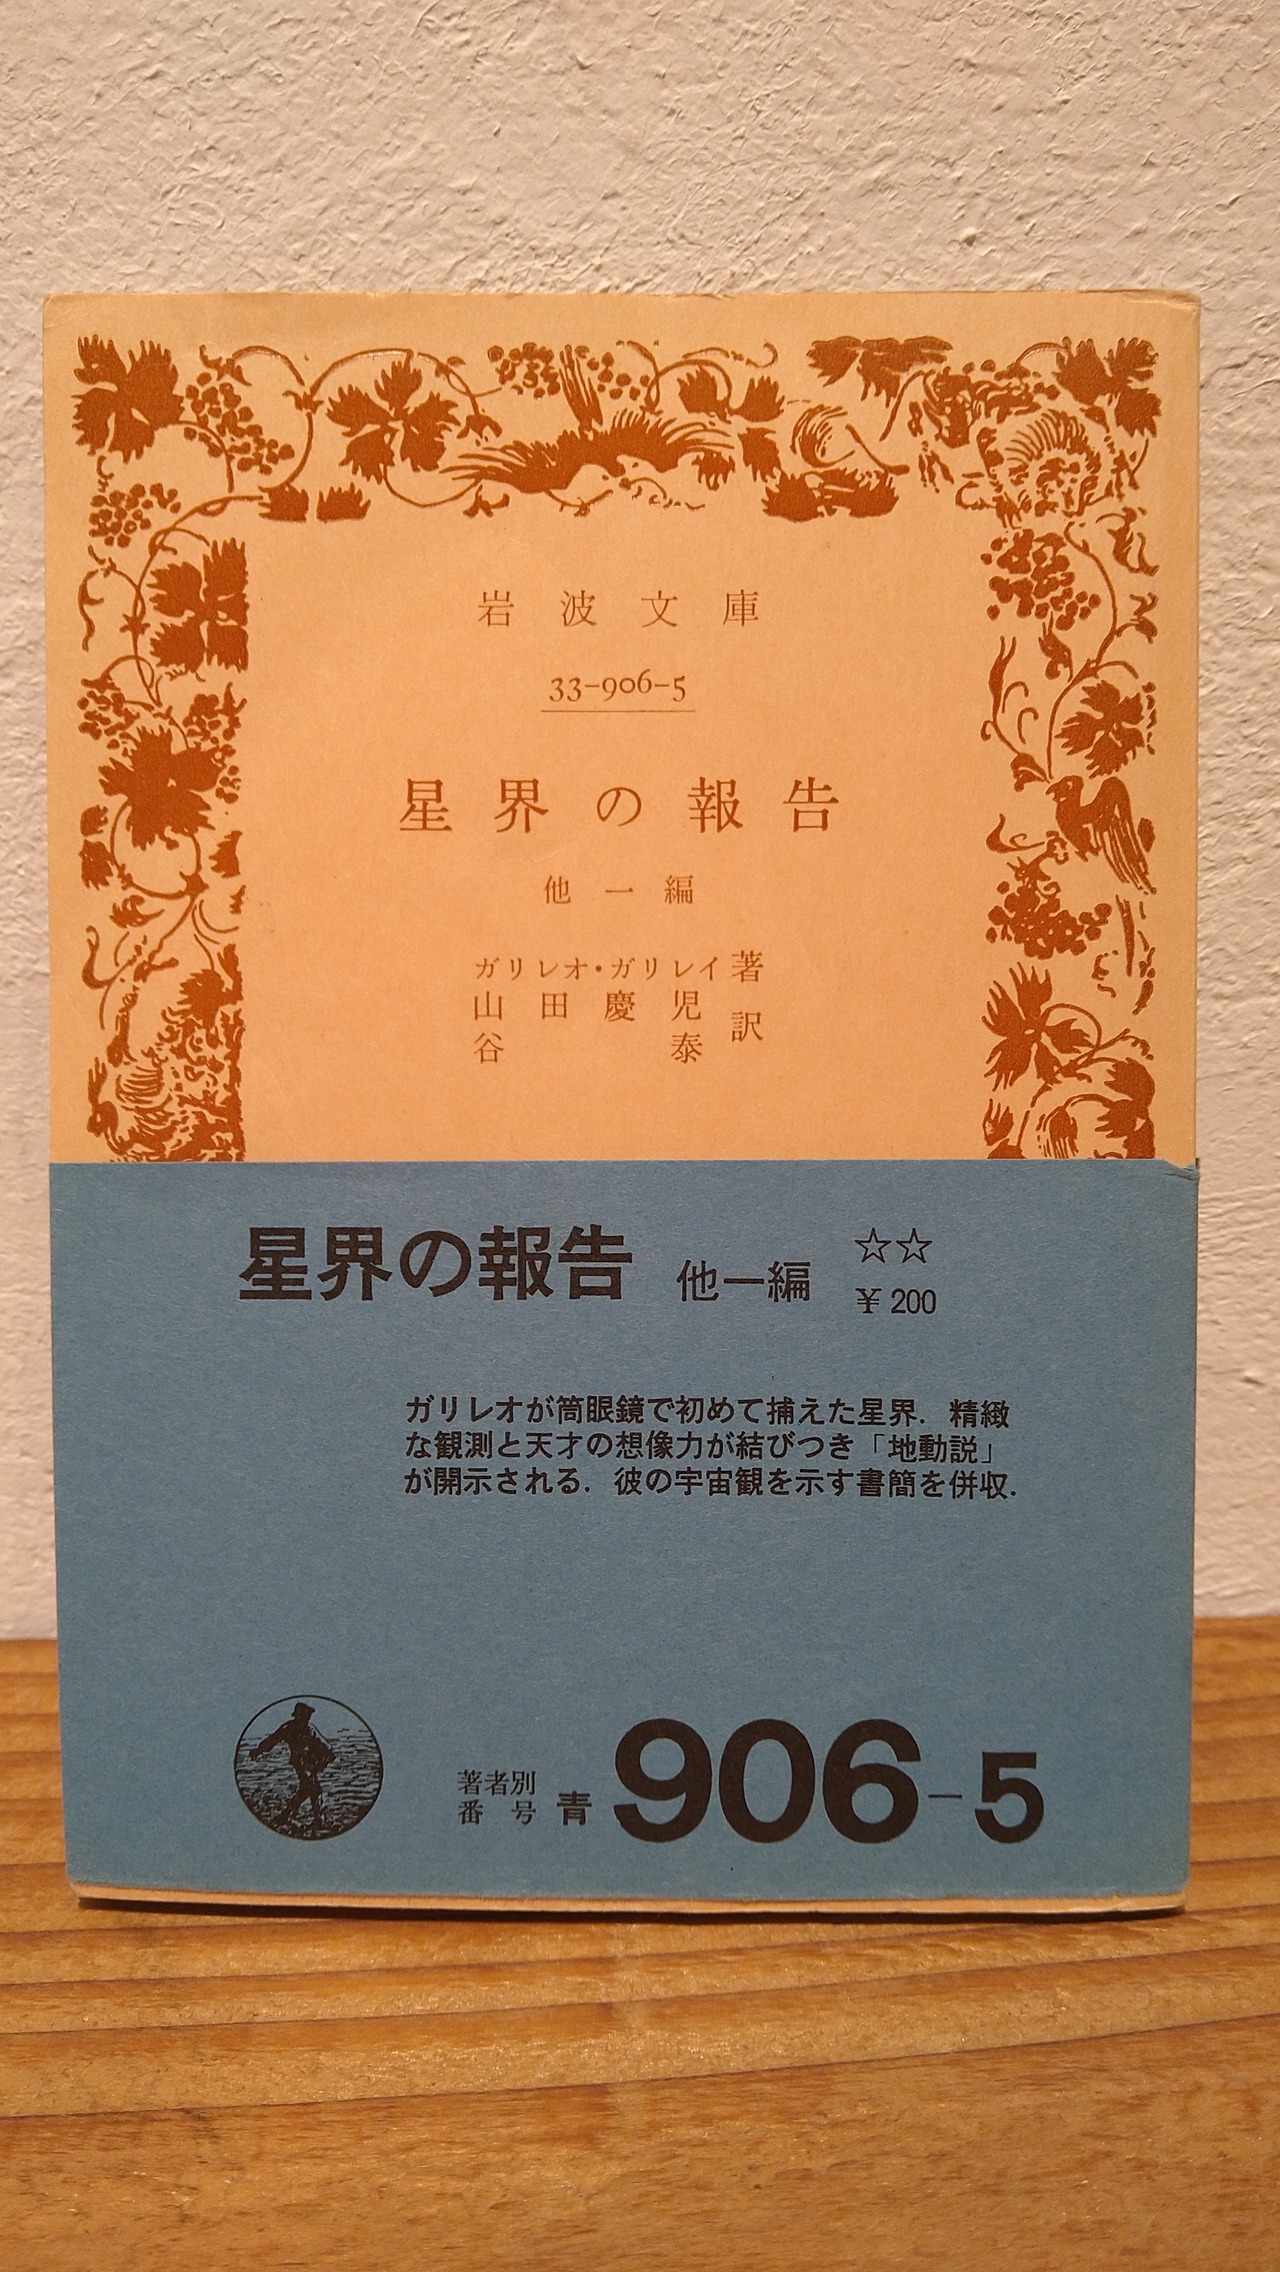 岩波文庫
33-906-5
星界の報告
他一編
ガリレオ・ガリレイ著
山田慶児
谷泰
訳
星界の報告 他一編 ☆☆
¥200
ガリレオが筒眼鏡で初めて捕えた星界．精緻
な観測と天才の想像力が結びつき「地動説」
が開示される．彼の宇宙観を示す書簡を併収．
著者別
番号 青 906-5